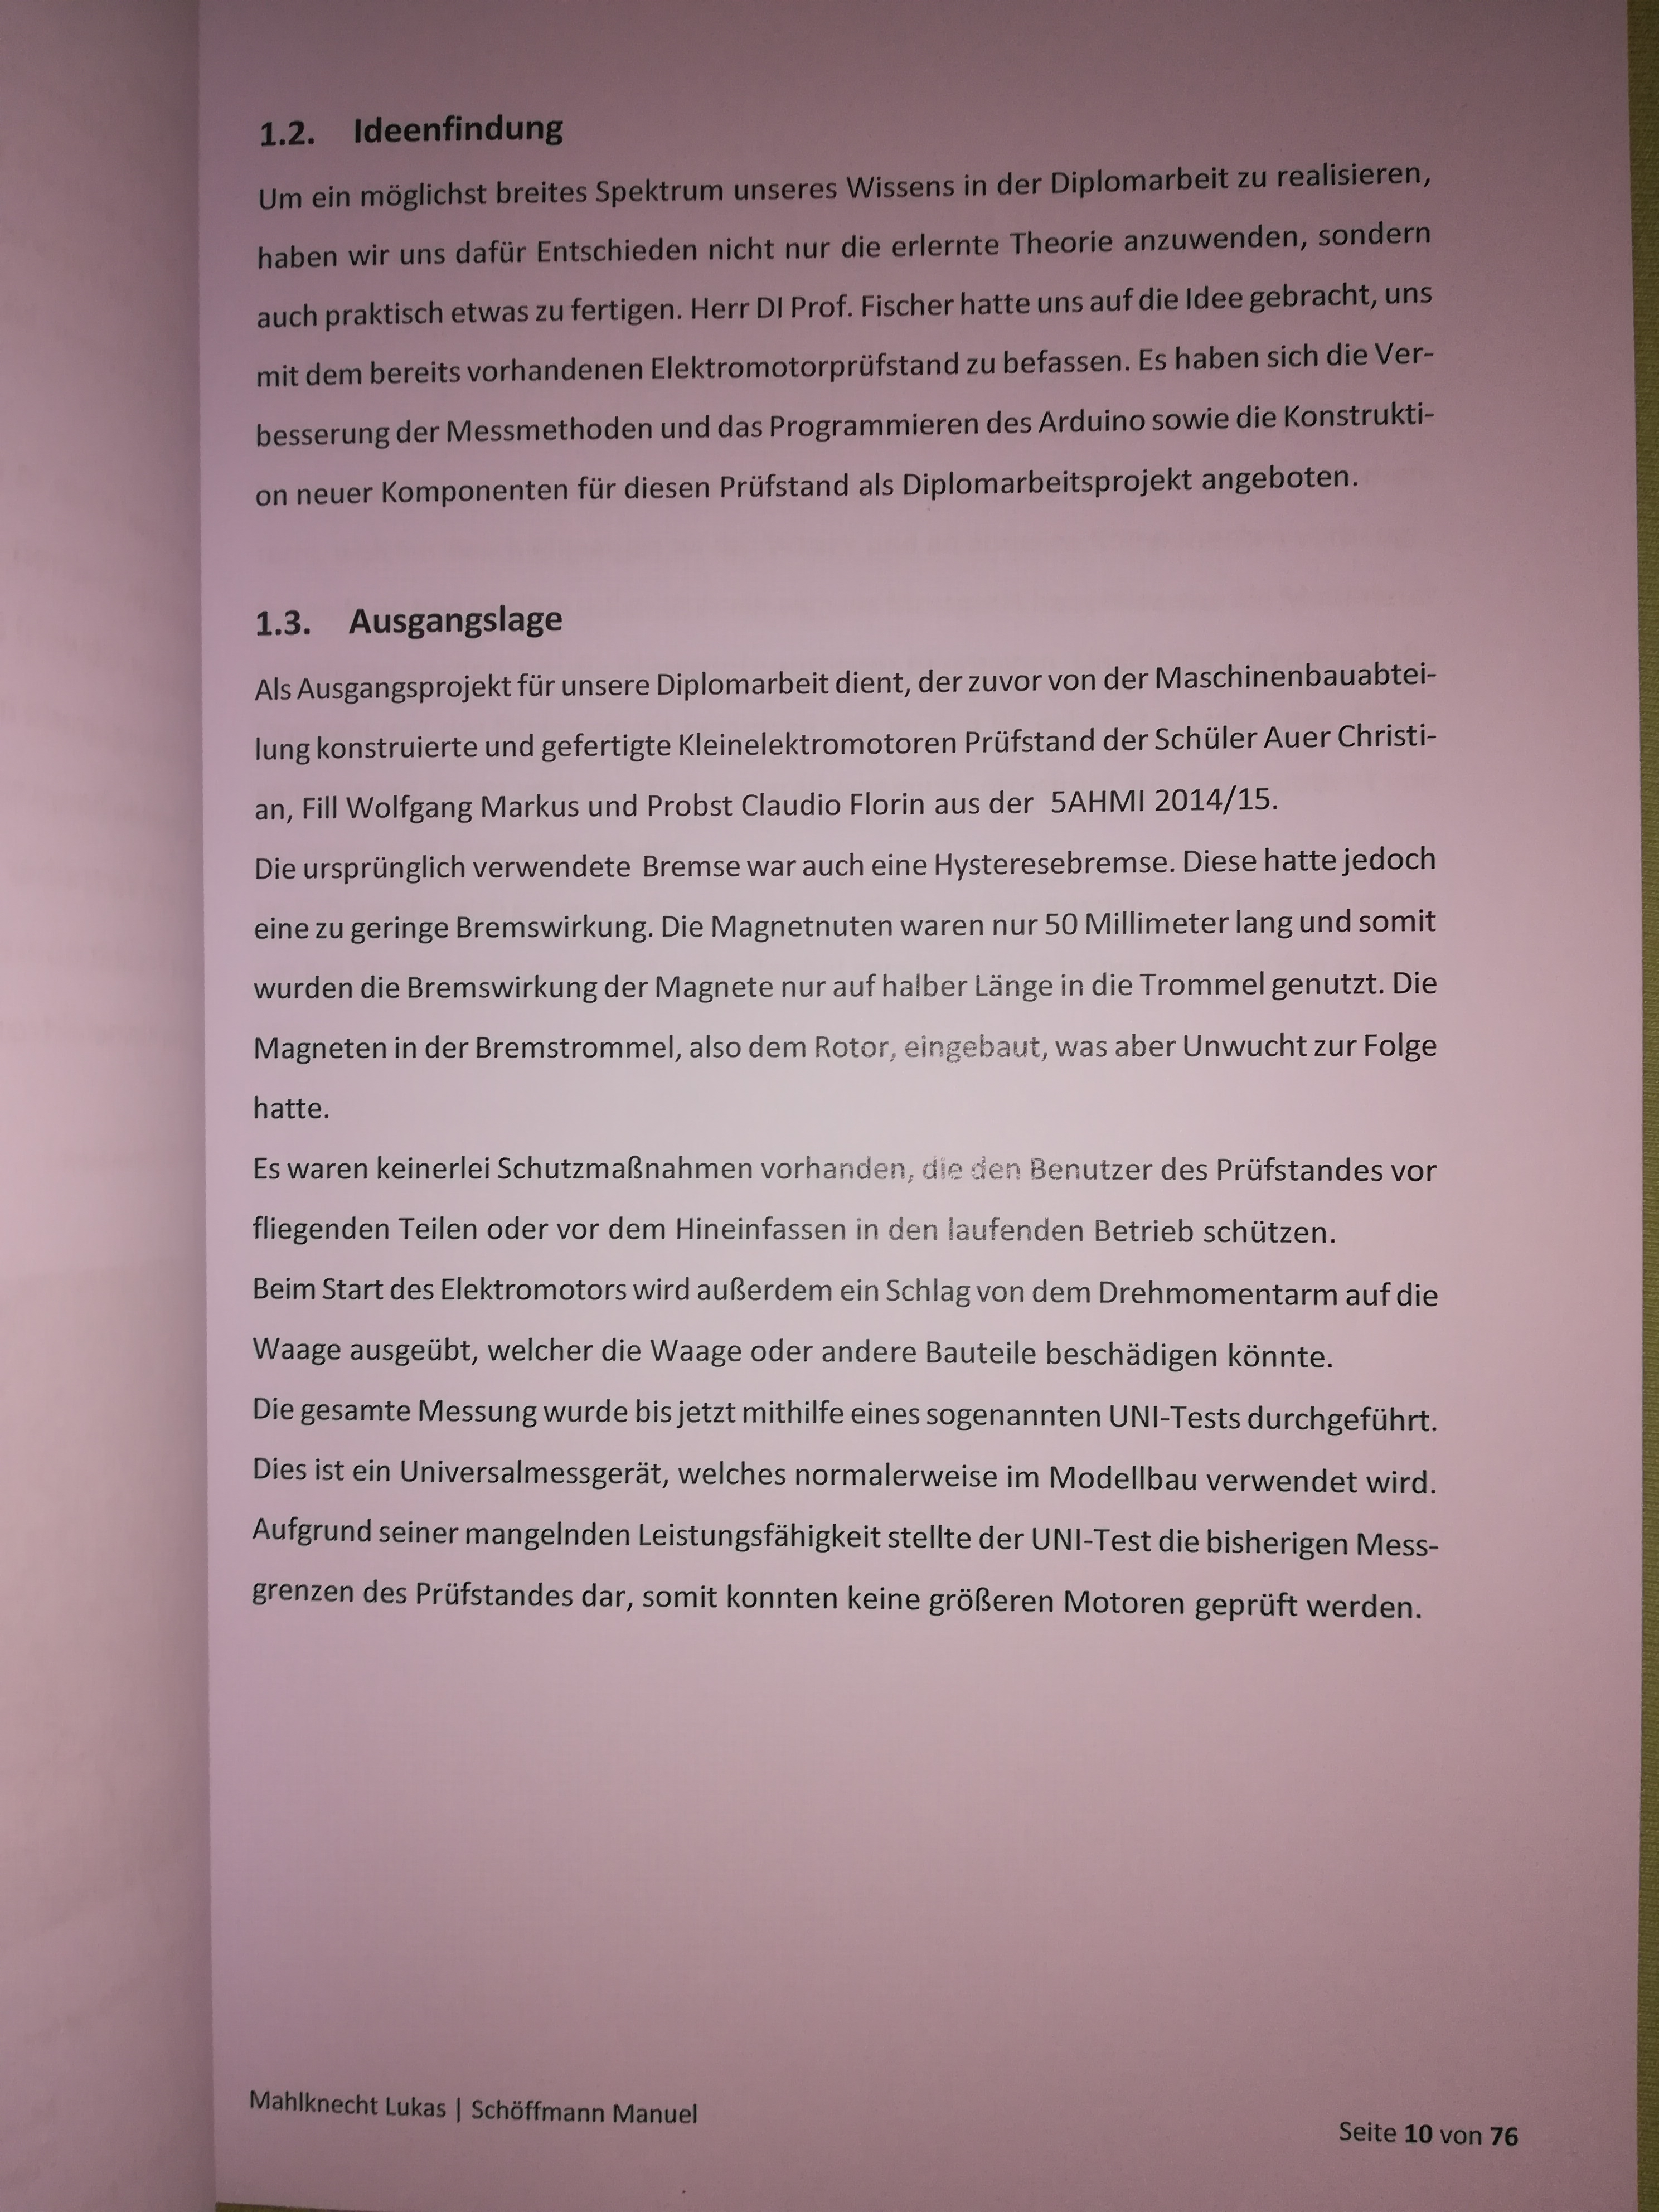 1.2. Ideenfindung
Um ein möglichst breites Spektrum unseres Wissens in der Diplomarbeit zu realisieren,
haben wir uns dafür Entschieden nicht nur die erlernte Theorie anzuwenden, sondern
auch praktisch etwas zu fertigen. Herr DI Prof. Fischer hatte uns auf die Idee gebracht, uns
mit dem bereits vorhandenen Elektromotorprüfstand zu befassen. Es haben sich die Ver-
besserung der Messmethoden und das Programmieren des Arduino sowie die Konstrukti-
on neuer Komponenten für diesen Prüfstand als Diplomarbeitsprojekt angeboten.
1.3. Ausgangslage
Als Ausgangsprojekt für unsere Diplomarbeit dient, der zuvor von der Maschinenbauabtei-
lung konstruierte und gefertigte Kleinelektromotoren Prüfstand der Schüler Auer Christi-
an, Fill Wolfgang Markus und Probst Claudio Florin aus der 5AHMI 2014/15.
Die ursprünglich verwendete Bremse war auch eine Hysteresebremse. Diese hatte jedoch
eine zu geringe Bremswirkung. Die Magnetnuten waren nur 50 Millimeter lang und somit
wurden die Bremswirkung der Magnete nur auf halber Länge in die Trommel genutzt. Die
Magneten in der Bremstrommel, also dem Rotor, eingebaut, was aber Unwucht zur Folge
hatte.
Es waren keinerlei Schutzmaßnahmen vorhanden, die den Benutzer des Prüfstandes vor
fliegenden Teilen oder vor dem Hineinfassen in den laufenden Betrieb schützen.
Beim Start des Elektromotors wird außerdem ein Schlag von dem Drehmomentarm auf die
Waage ausgeübt, welcher die Waage oder andere Bauteile beschädigen könnte.
Die gesamte Messung wurde bis jetzt mithilfe eines sogenannten UNI-Tests durchgeführt.
Dies ist ein Universalmessgerät, welches normalerweise im Modellbau verwendet wird.
Aufgrund seiner mangelnden Leistungsfähigkeit stellte der UNI-Test die bisherigen Mess-
grenzen des Prüfstandes dar, somit konnten keine größeren Motoren geprüft werden.
Mahlknecht Lukas | Schöffmann Manuel
Seite 10 von 76